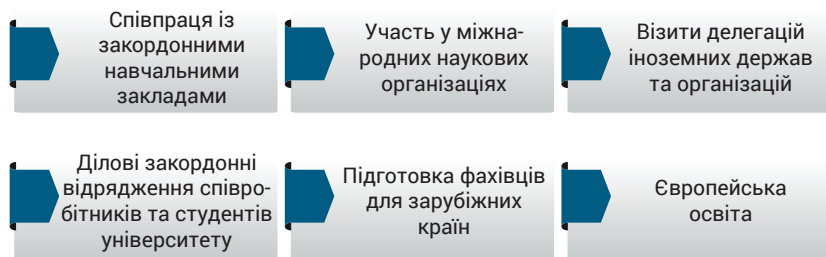 Співпраця із
закордонними
навчальними
закладами
Участь у міжна-
родних наукових
організаціях
Візити делегацій
іноземних держав
та організацій
Ділові закордонні
відрядження співро-
бітників та студентів
університету
Підготовка фахівців
для зарубіжних
країн
Європейська
освіта